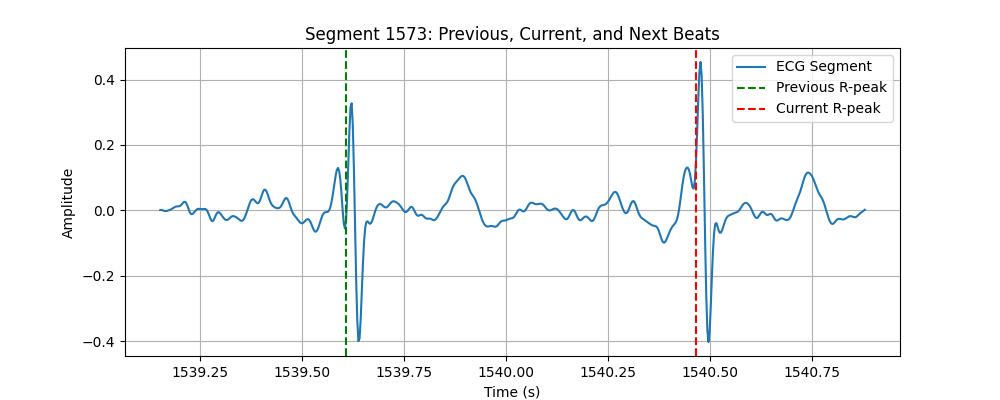 Segment 1573: Previous, Current, and Next Beats
ECG Segment
Previous R-peak
Current R-peak
Amplitude
0.4
0.2
0.0
−0.2
−0.4
1539.25 1539.50 1539.75 1540.00 1540.25 1540.50 1540.75
Time (s)